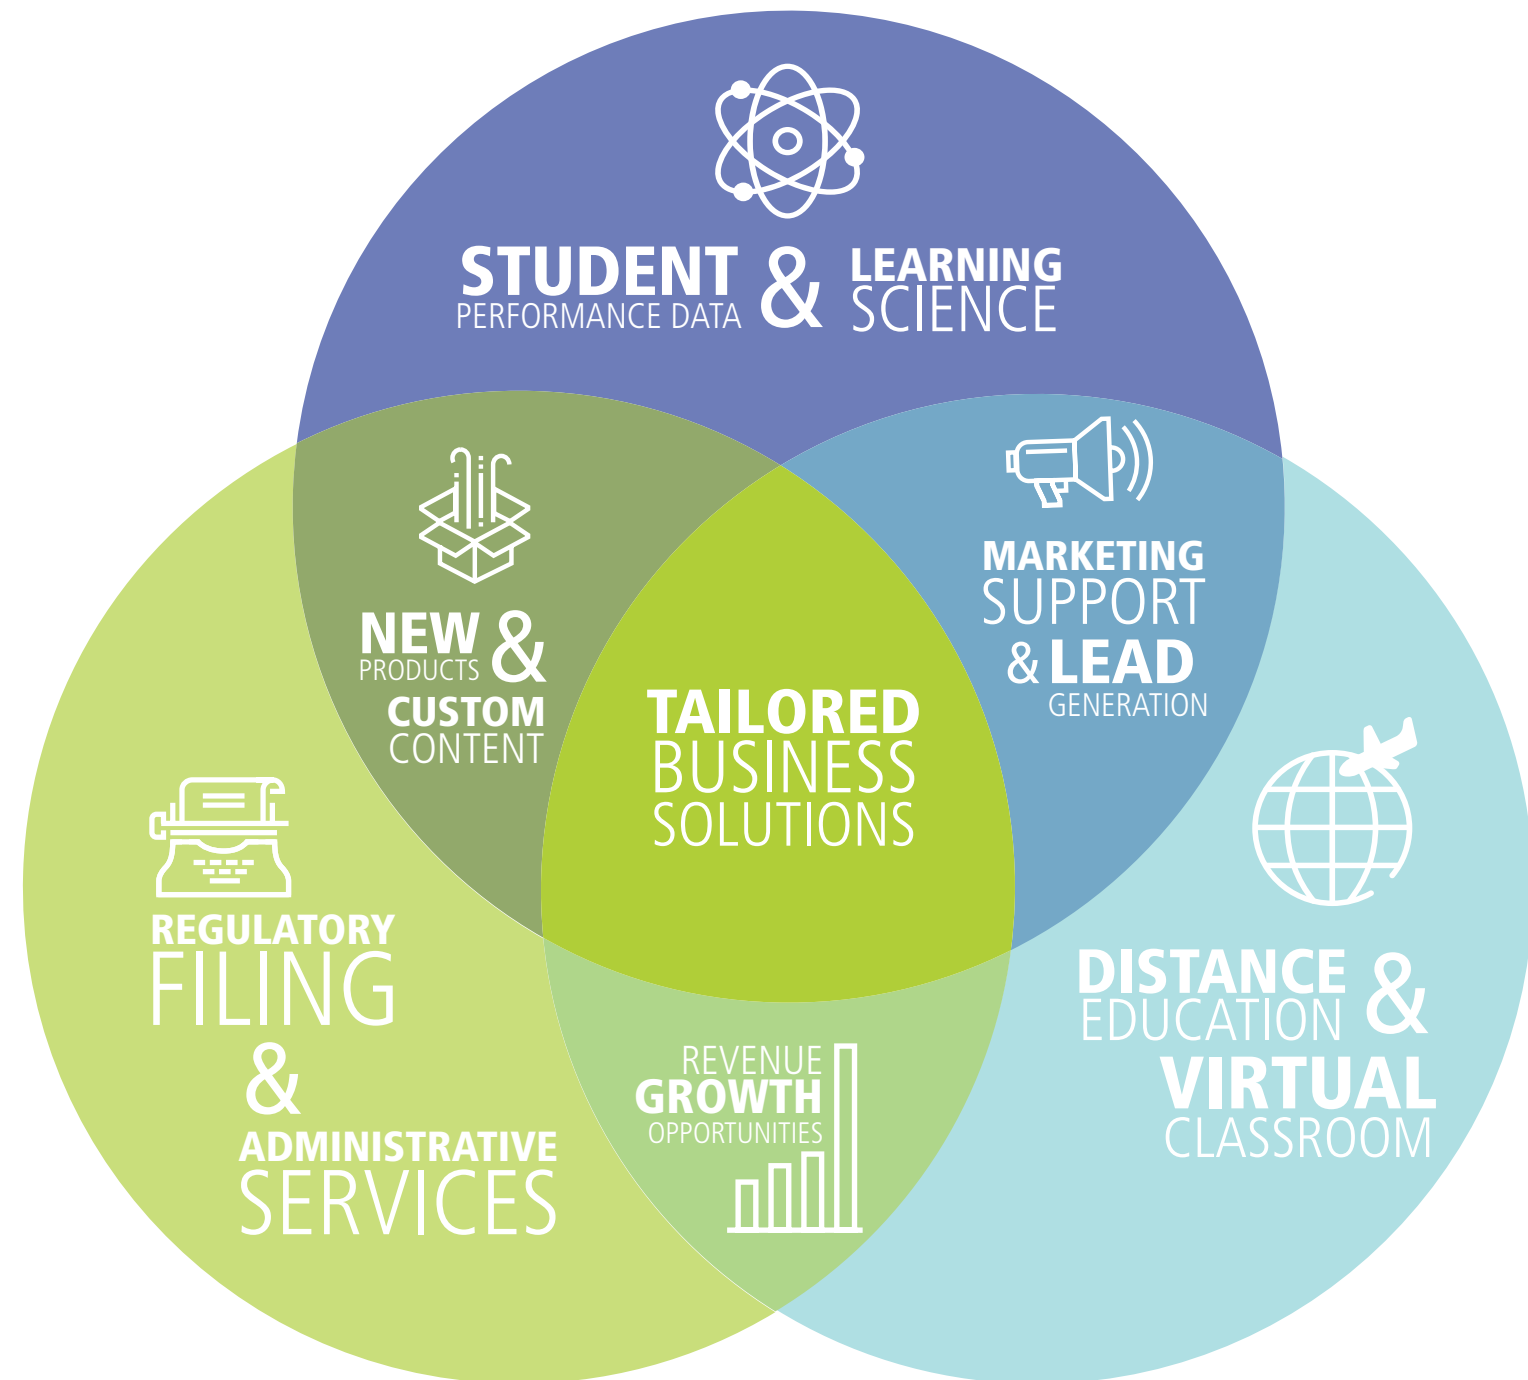 STUDENT
PERFORMANCE DATA
&
LEARNING
SCIENCE
NEW
PRODUCTS
&
CUSTOM
CONTENT
MARKETING
SUPPORT
& LEAD
GENERATION
TAILORED
BUSINESS
SOLUTIONS
REGULATORY
FILING
&
ADMINISTRATIVE
SERVICES
REVENUE
GROWTH
OPPORTUNITIES
DISTANCE
EDUCATION
&
VIRTUAL
CLASSROOM